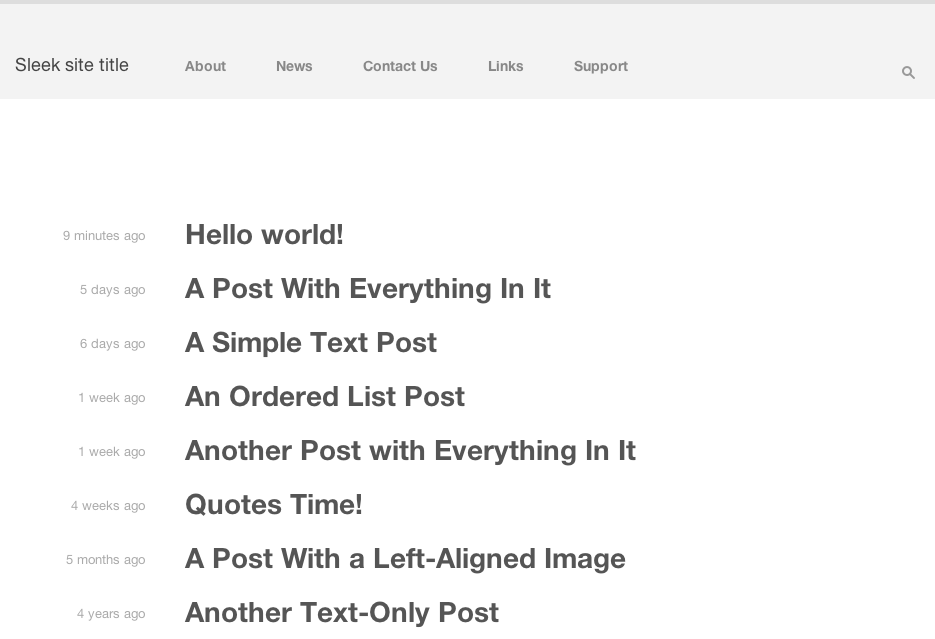 Sleek site title About News Contact Us Links Support
9 minutes ago Hello world!
5 days ago A Post With Everything In It
6 days ago A Simple Text Post
1 week ago An Ordered List Post
1 week ago Another Post with Everything In It
4 weeks ago Quotes Time!
5 months ago A Post With a Left-Aligned Image
4 years ago Another Text-Only Post